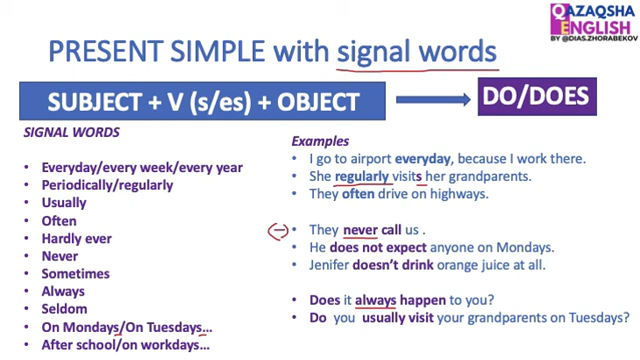 QAZAQSHA
ENGLISH
BY @DIAS.ZHORABEKOV
PRESENT SIMPLE with signal words
SUBJECT + V (s/es) + OBJECT
DO/DOES
SIGNAL WORDS
• Everyday/every week/every year
• Periodically/regularly
• Usually
• Often
• Hardly ever
• Never
• Sometimes
• Always
• Seldom
• On Mondays/On Tuesdays...
• After school/on workdays...
Examples
• I go to airport everyday, because I work there.
• She regularly visits her grandparents.
• They often drive on highways.
• They never call us .
• He does not expect anyone on Mondays.
• Jenifer doesn't drink orange juice at all.
• Does it always happen to you?
• Do you usually visit your grandparents on Tuesdays?